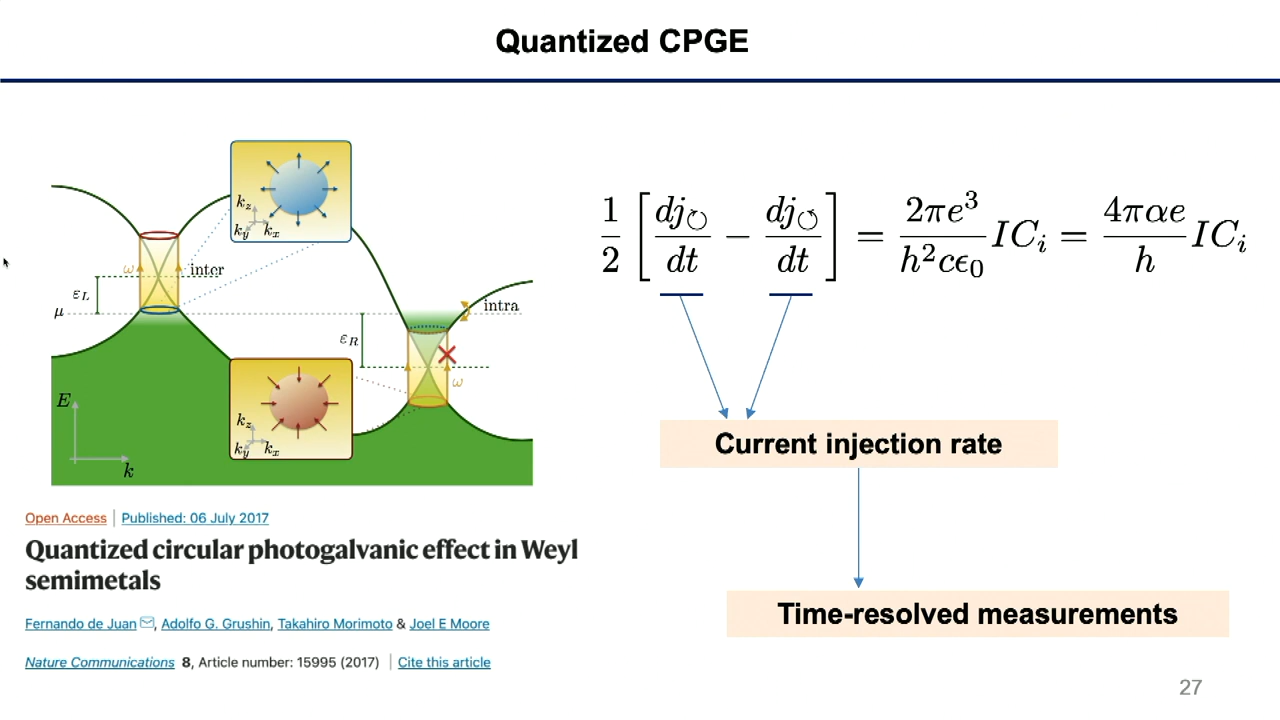 Quantized CPGE
k_z
k_y k_x
ω
inter
ε_L
μ
intra
ε_R
ω
E
k_z
k_y k_x
k
1/2 [dj↻/dt − dj↺/dt] = 2πe³/h²cϵ₀ IC_i = 4παe/h IC_i
Current injection rate
Time-resolved measurements
Open Access | Published: 06 July 2017
Quantized circular photogalvanic effect in Weyl
semimetals
Fernando de Juan, Adolfo G. Grushin, Takahiro Morimoto & Joel E Moore
Nature Communications 8, Article number: 15995 (2017) | Cite this article
27